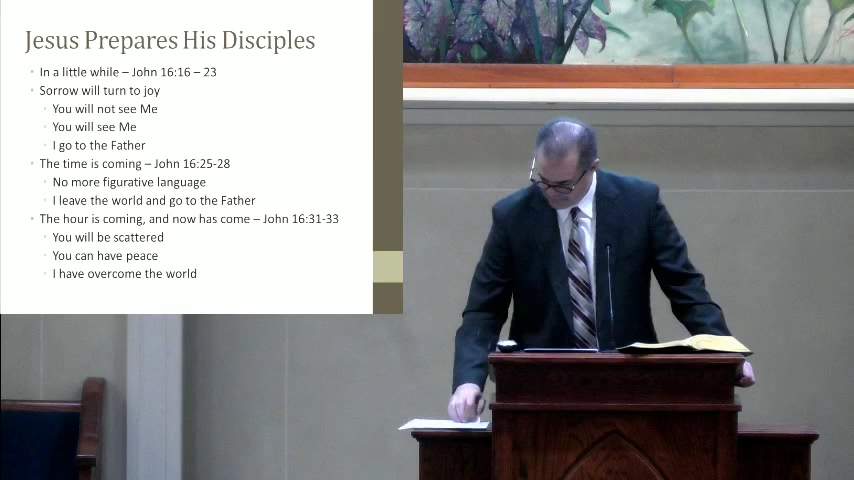 Jesus Prepares His Disciples
In a little while – John 16:16 – 23
Sorrow will turn to joy
You will not see Me
You will see Me
I go to the Father
The time is coming – John 16:25-28
No more figurative language
I leave the world and go to the Father
The hour is coming, and now has come – John 16:31-33
You will be scattered
You can have peace
I have overcome the world